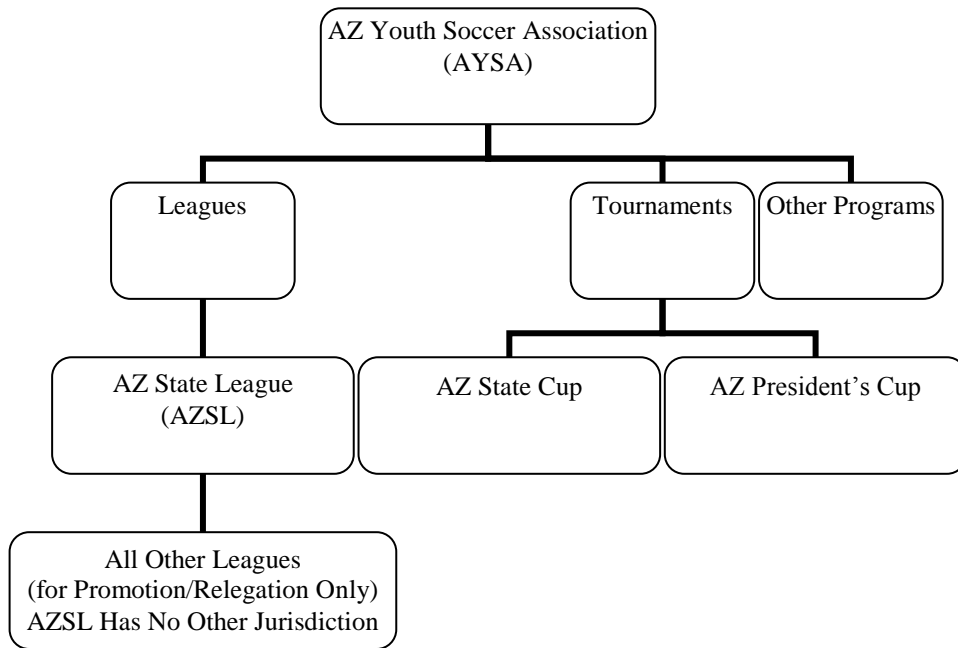 AZ Youth Soccer Association
(AYSA)
Leagues
Tournaments
Other Programs
AZ State League
(AZSL)
AZ State Cup
AZ President’s Cup
All Other Leagues
(for Promotion/Relegation Only)
AZSL Has No Other Jurisdiction